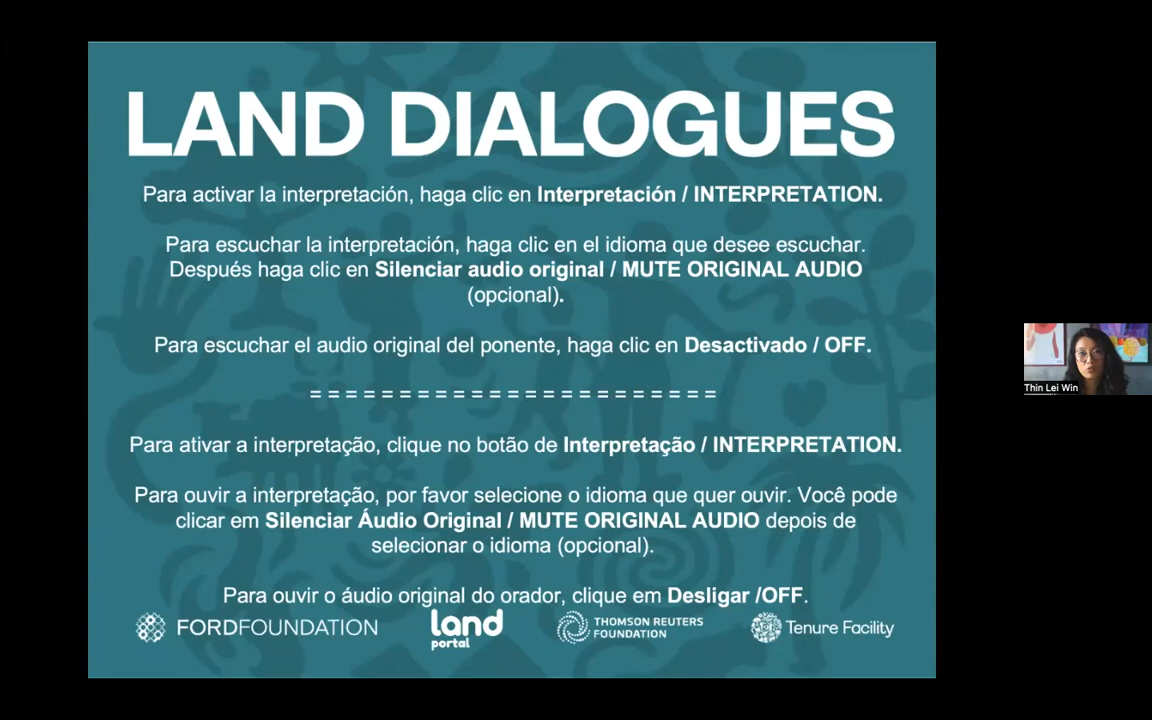 LAND DIALOGUES
Para activar la interpretación, haga clic en Interpretación / INTERPRETATION.
Para escuchar la interpretación, haga clic en el idioma que desee escuchar.
Después haga clic en Silenciar audio original / MUTE ORIGINAL AUDIO
(opcional).
Para escuchar el audio original del ponente, haga clic en Desactivado / OFF.
= = = = = = = = = = = = = = = = = = = = = = =
Para ativar a interpretação, clique no botão de Interpretação / INTERPRETATION.
Para ouvir a interpretação, por favor selecione o idioma que quer ouvir. Você pode
clicar em Silenciar Áudio Original / MUTE ORIGINAL AUDIO depois de
selecionar o idioma (opcional).
Para ouvir o áudio original do orador, clique em Desligar /OFF.
FORDFOUNDATION
land
portal
THOMSON REUTERS
FOUNDATION
Tenure Facility
Thin Lei Win